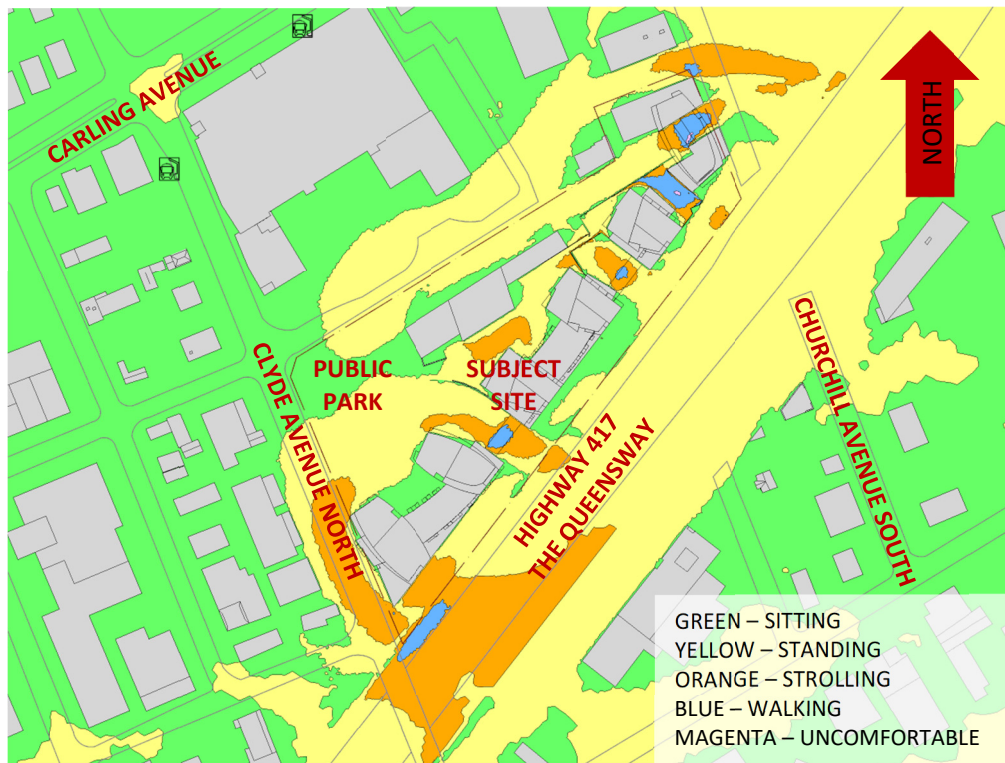 CARLING AVENUE
NORTH
CLYDE AVENUE NORTH
PUBLIC
PARK
SUBJECT
SITE
HIGHWAY 417
THE QUEENSWAY
CHURCHILL AVENUE SOUTH
GREEN – SITTING
YELLOW – STANDING
ORANGE – STROLLING
BLUE – WALKING
MAGENTA – UNCOMFORTABLE